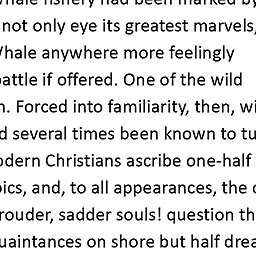 Whale fishery had been marked by
not only eye its greatest marvels,
Whale anywhere more feelingly
battle if offered. One of the wild
n. Forced into familiarity, then, wi
d several times been known to tu
odern Christians ascribe one-half
pics, and, to all appearances, the
rouder, sadder souls! question th
uaintances on shore but half drea